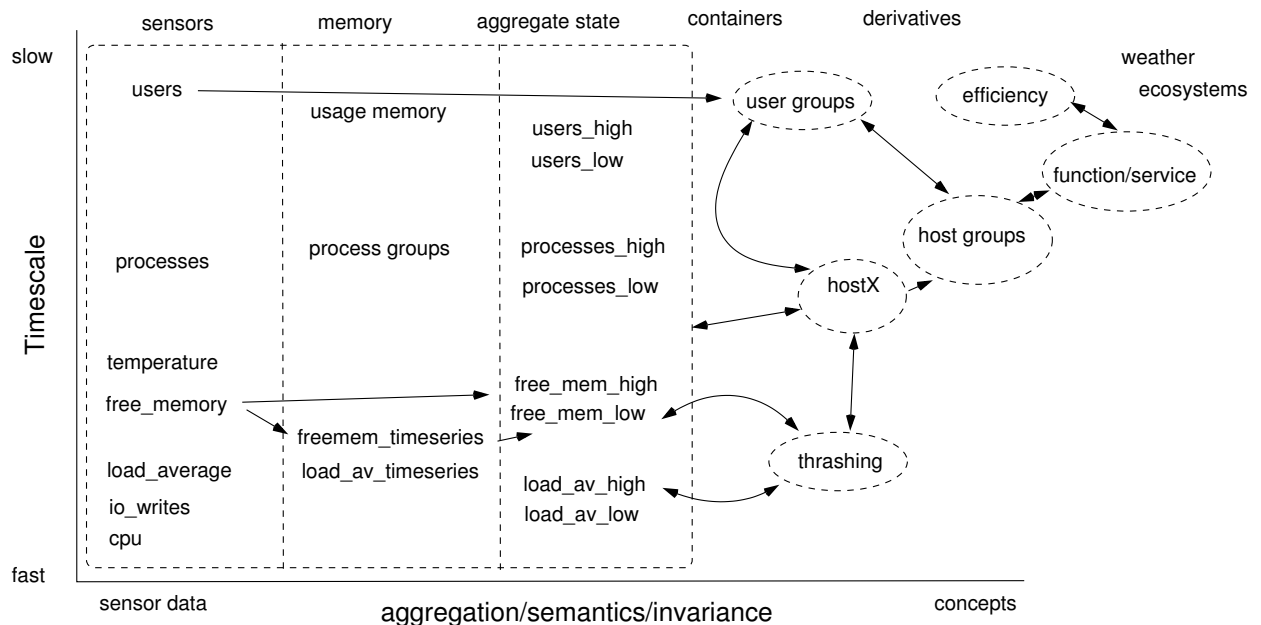 sensors
memory
aggregate state
containers
derivatives
slow
weather
ecosystems
users
usage memory
users_high
users_low
user groups
efficiency
function/service
host groups
Timescale
processes
process groups
processes_high
processes_low
hostX
temperature
free_memory
free_mem_high
free_mem_low
freemem_timeseries
load_average
load_av_timeseries
thrashing
load_av_high
load_av_low
io_writes
cpu
fast
sensor data
aggregation/semantics/invariance
concepts